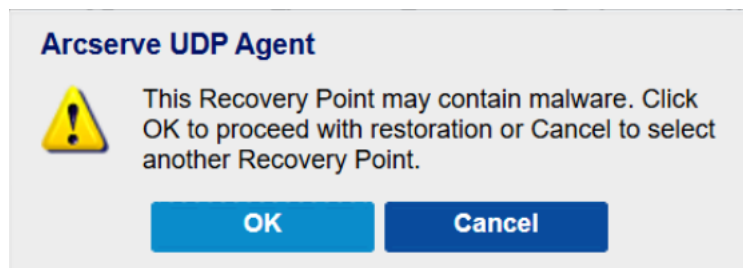 Arcserve UDP Agent
This Recovery Point may contain malware. Click
OK to proceed with restoration or Cancel to select
another Recovery Point.
OK
Cancel